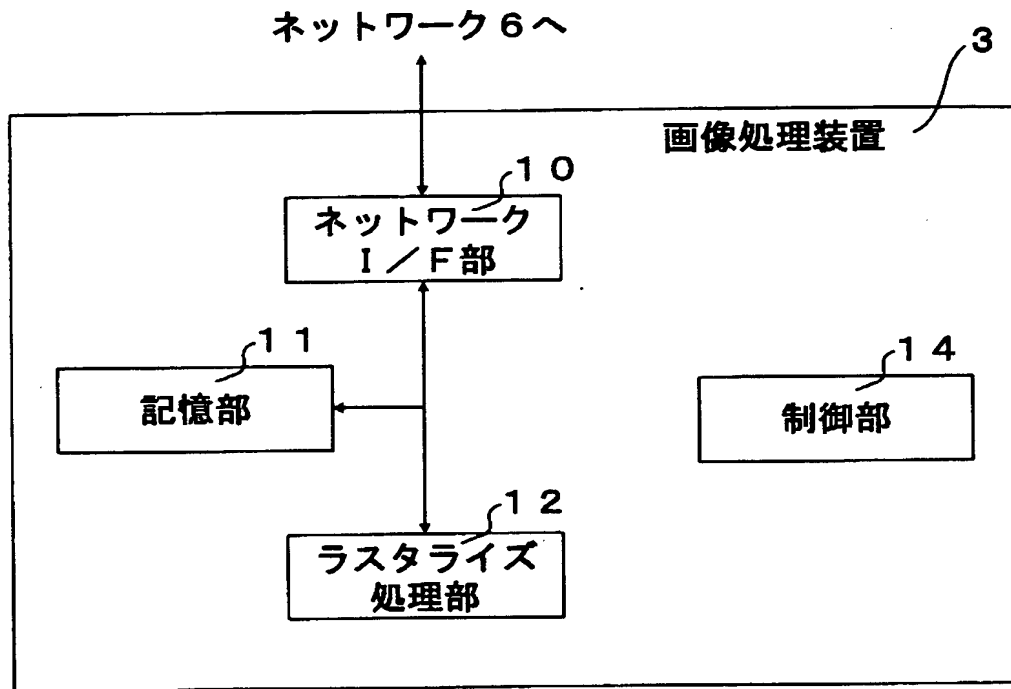 ネットワーク６へ
３
画像処理装置
１０
ネットワーク
Ｉ／Ｆ部
１１
記憶部
１４
制御部
１２
ラスタライズ
処理部